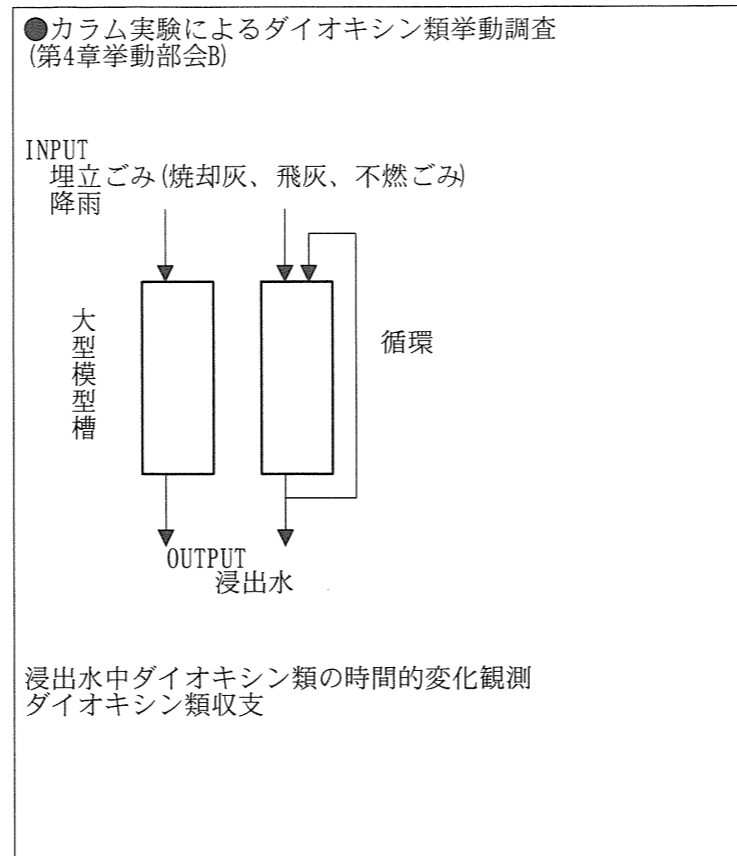 ●カラム実験によるダイオキシン類挙動調査
(第4章挙動部会B)
INPUT
埋立ごみ(焼却灰、飛灰、不燃ごみ)
降雨
大型模型槽
循環
OUTPUT
浸出水
浸出水中ダイオキシン類の時間的変化観測
ダイオキシン類収支